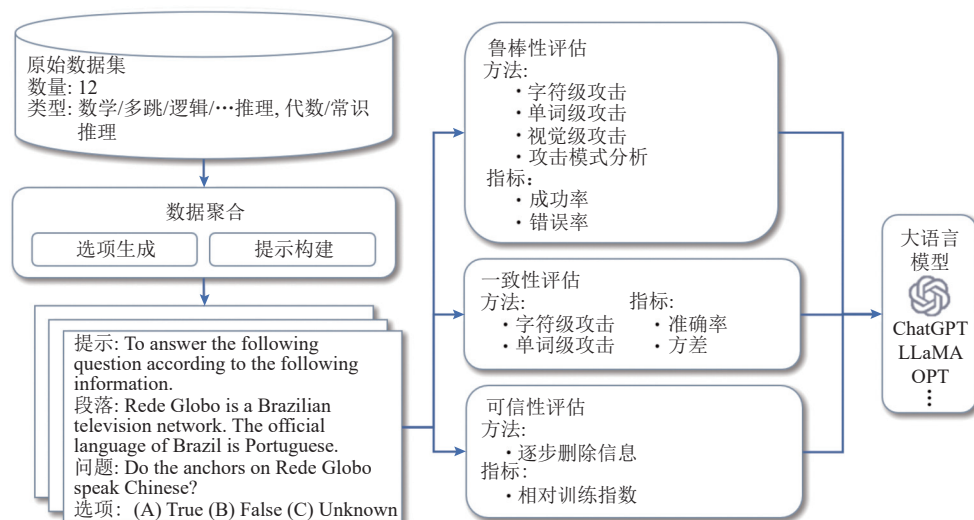 原始数据集
数量: 12
类型: 数学/多跳/逻辑/…推理, 代数/常识
推理
数据聚合
选项生成
提示构建
提示: To answer the following
question according to the following
information.
段落: Rede Globo is a Brazilian
television network. The official
language of Brazil is Portuguese.
问题: Do the anchors on Rede Globo
speak Chinese?
选项: (A) True (B) False (C) Unknown
鲁棒性评估
方法:
・字符级攻击
・单词级攻击
・视觉级攻击
・攻击模式分析
指标:
・成功率
・错误率
一致性评估
方法:
・字符级攻击
・单词级攻击
指标:
・准确率
・方差
可信性评估
方法:
・逐步删除信息
指标:
・相对训练指数
大语言
模型
ChatGPT
LLaMA
OPT
⋮